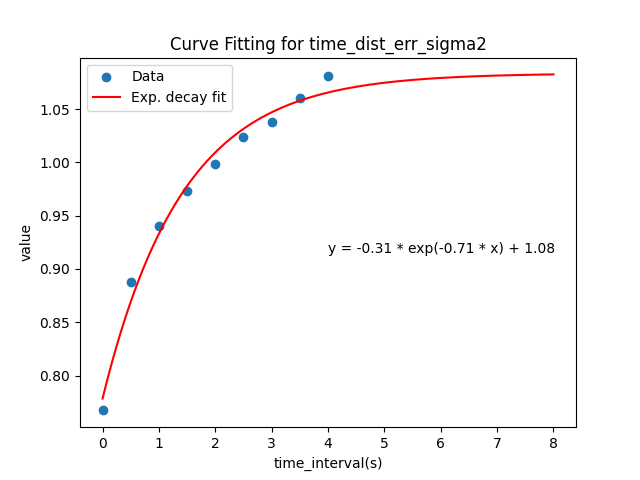 Curve Fitting for time_dist_err_sigma2
Data
Exp. decay fit
1.05
1.00
0.95
0.90
0.85
0.80
value
y = -0.31 * exp(-0.71 * x) + 1.08
0 1 2 3 4 5 6 7 8
time_interval(s)